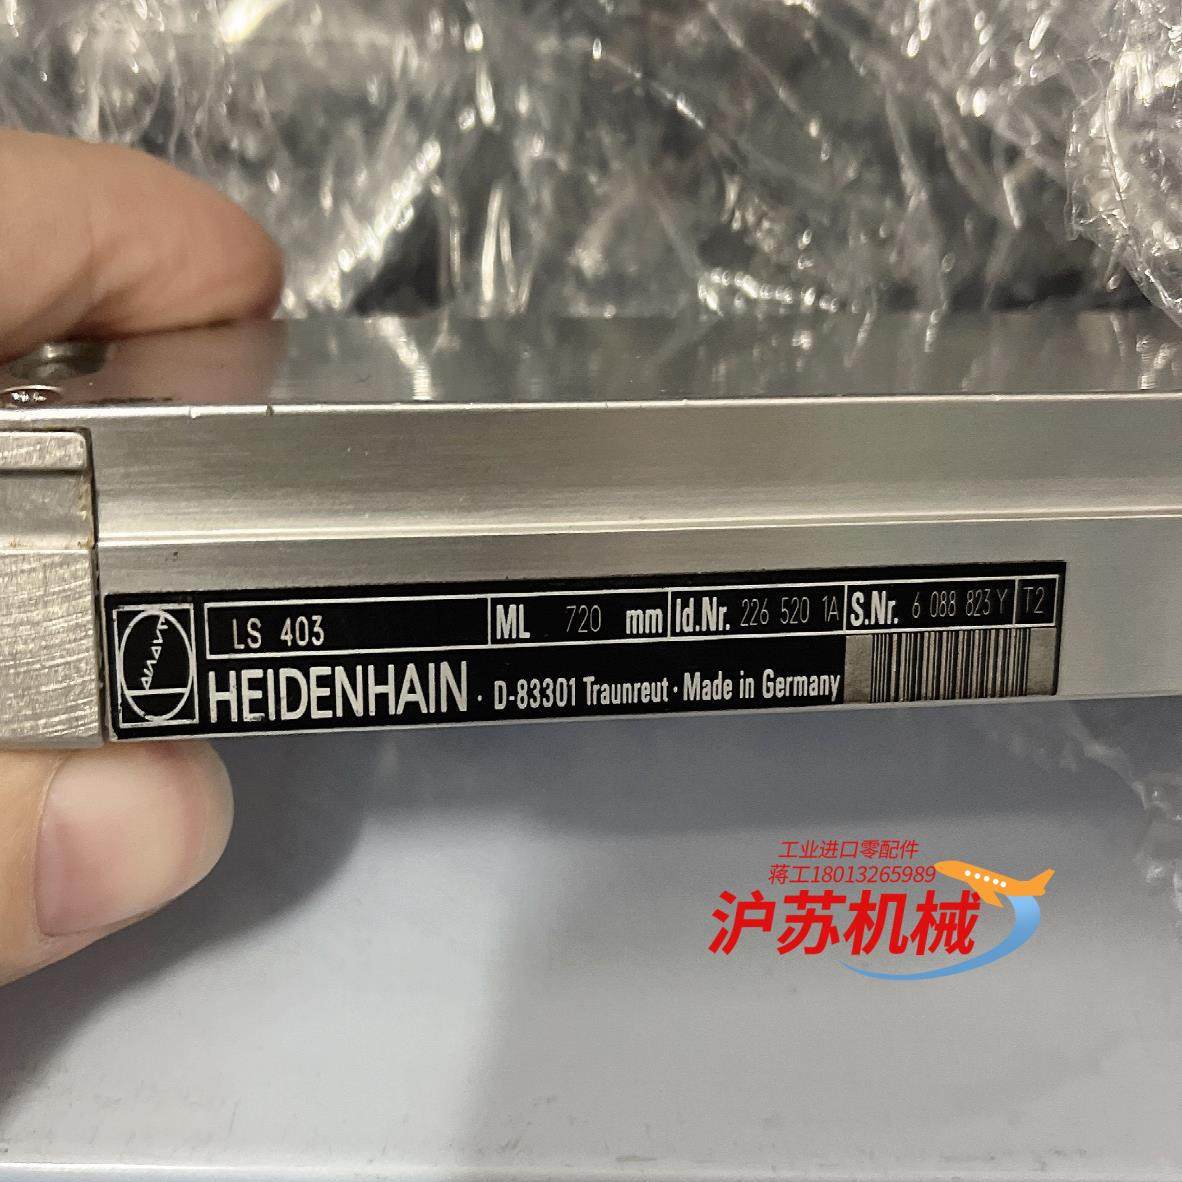 LS 403 ML 720 mm Id.Nr. 226 520 1A S.Nr. 6 088 823 Y T2
HEIDENHAIN · D-83301 Traunreut · Made in Germany
工业进口零配件
蒋工18013265989
沪苏机械